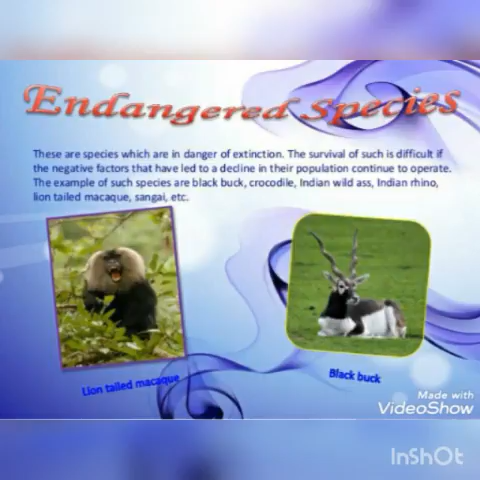 Endangered Species
These are species which are in danger of extinction. The survival of such is difficult if
the negative factors that have led to a decline in their population continue to operate.
The example of such species are black buck, crocodile, Indian wild ass, Indian rhino,
lion tailed macaque, sangai, etc.
Lion tailed macaque
Black buck
Made with
VideoShow
InShOt